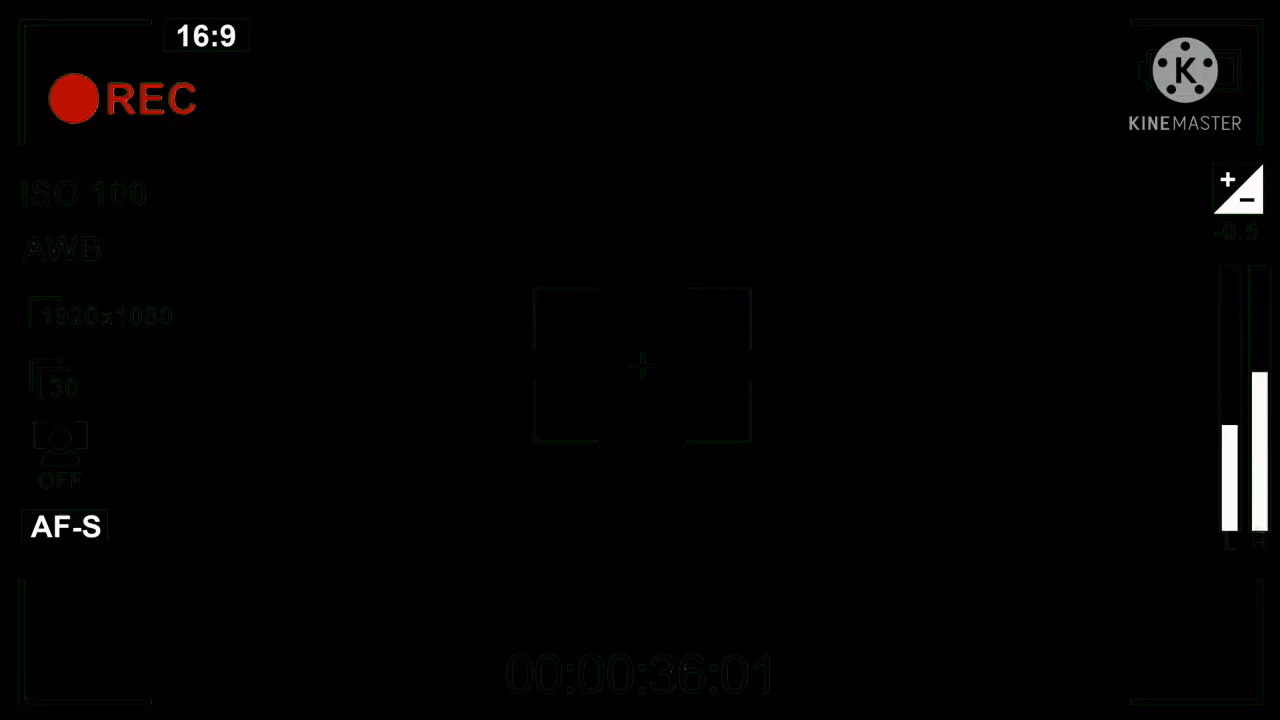 16:9
REC
K
KINEMASTER
ISO 100
+
-
AWB
-0.5
1920x1080
30
OFF
AF-S
L
00:00:36:01